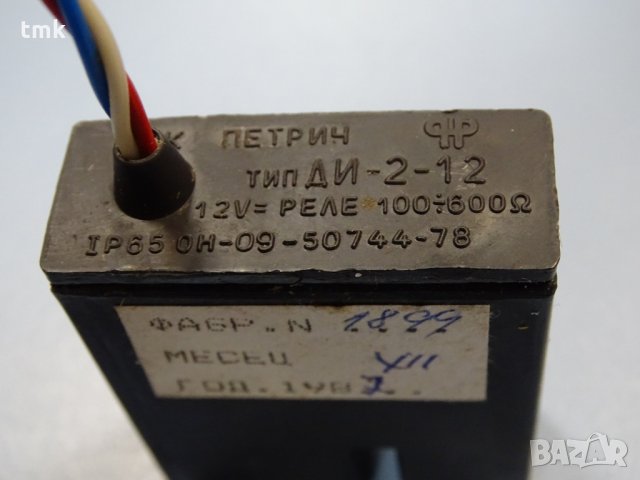 tmk
К ПЕТРИЧ
тип ДИ-2-12
12V= РЕЛЕ 100÷600Ω
IP65 ОН-09-50744-78
ФАБР.N 1899
МЕСЕЦ XII
ГОД.198
BAZAR